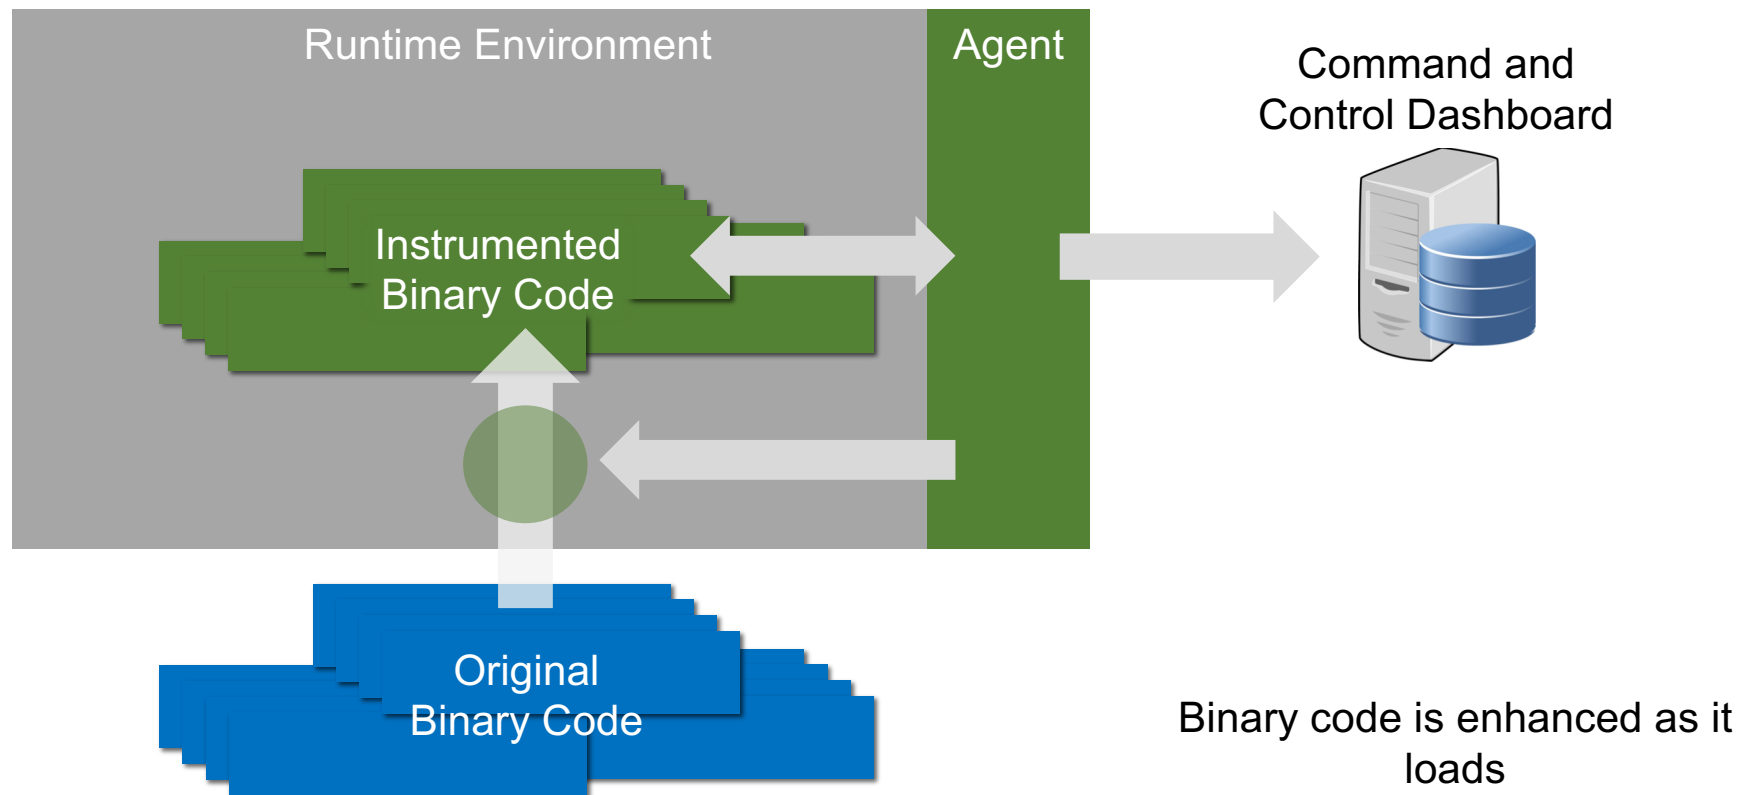 Runtime Environment
Agent
Command and
Control Dashboard
Instrumented
Binary Code
Original
Binary Code
Binary code is enhanced as it
loads